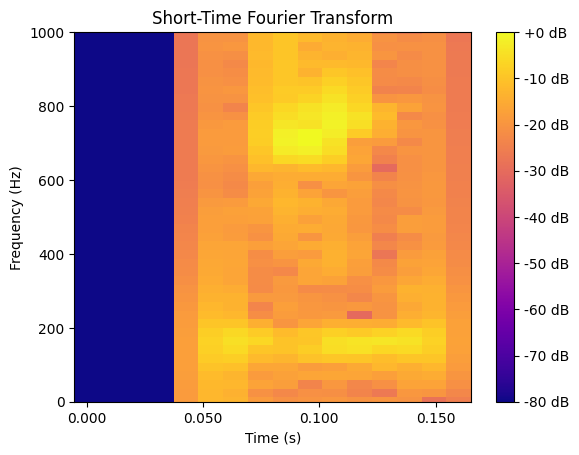 Short-Time Fourier Transform
1000
800
600
400
200
0
Frequency (Hz)
0.000
0.050
0.100
0.150
Time (s)
+0 dB
-10 dB
-20 dB
-30 dB
-40 dB
-50 dB
-60 dB
-70 dB
-80 dB